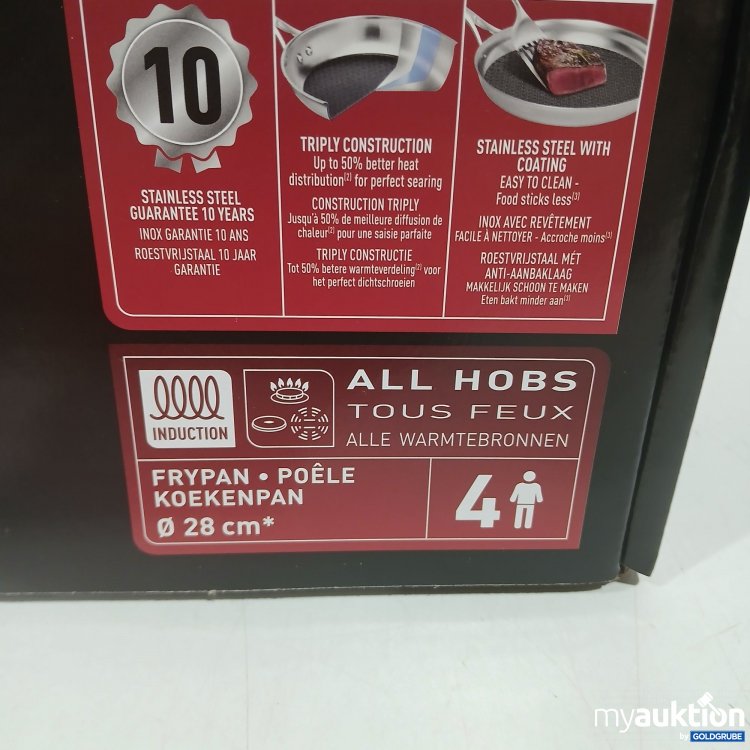 10
STAINLESS STEEL
GUARANTEE 10 YEARS
INOX GARANTIE 10 ANS
ROESTVRIJSTAAL 10 JAAR
GARANTIE
TRIPLY CONSTRUCTION
Up to 50% better heat
distribution[2] for perfect searing
CONSTRUCTION TRIPLY
Jusqu'à 50% de meilleure diffusion de
chaleur[2] pour une saisie parfaite
TRIPLY CONSTRUCTIE
Tot 50% betere warmteverdeling[2] voor
het perfect dichtschroeien
STAINLESS STEEL WITH
COATING
EASY TO CLEAN -
Food sticks less[3]
INOX AVEC REVÊTEMENT
FACILE À NETTOYER - Accroche moins[3]
ROESTVRIJSTAAL MÉT
ANTI-AANBAKLAAG
MAKKELIJK SCHOON TE MAKEN
Eten bakt minder aan[3]
INDUCTION
ALL HOBS
TOUS FEUX
ALLE WARMTEBRONNEN
FRYPAN • POÊLE
KOEKENPAN
Ø 28 cm*
4
myauktion
by GOLDGRUBE